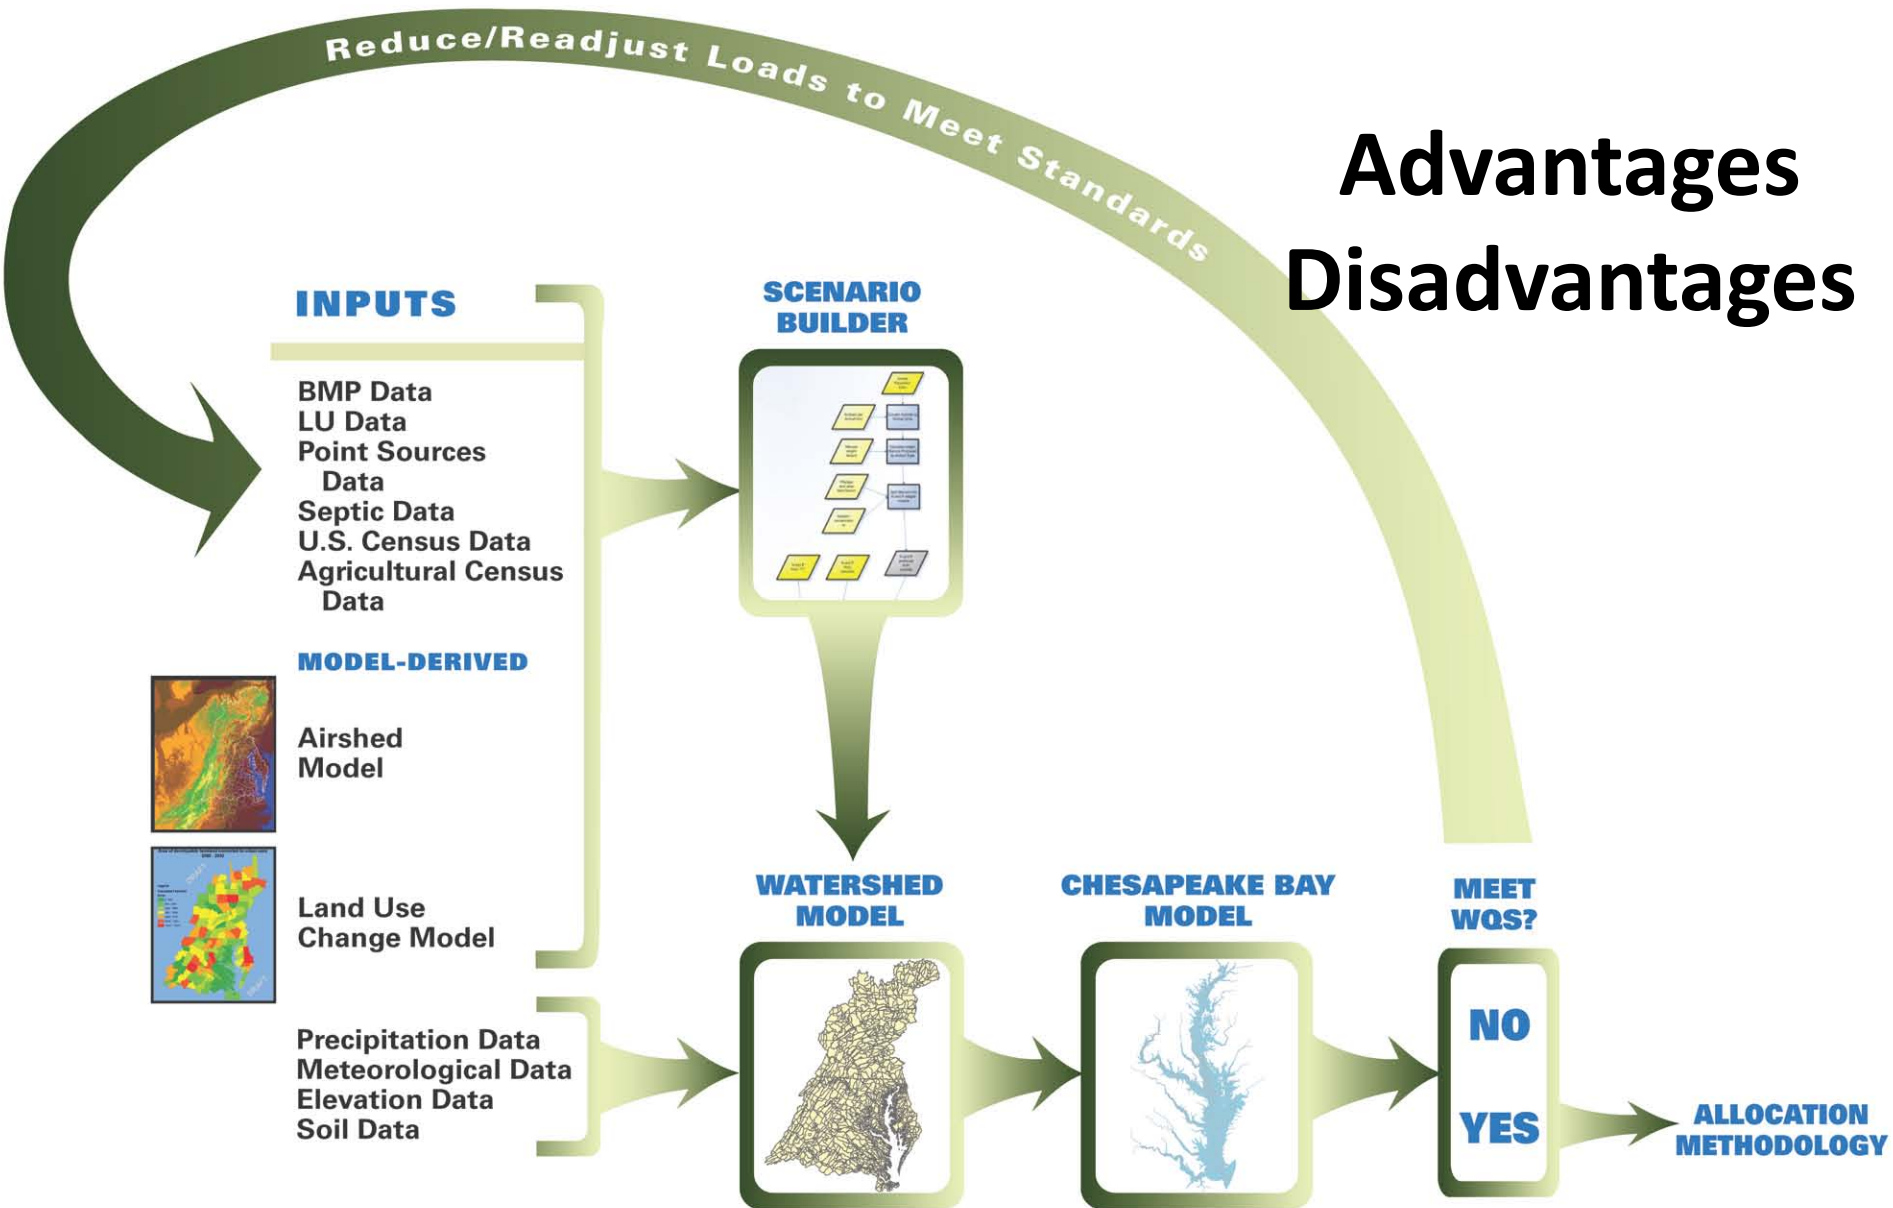 Reduce/Readjust Loads to Meet Standards
Advantages
Disadvantages
INPUTS
BMP Data
LU Data
Point Sources
Data
Septic Data
U.S. Census Data
Agricultural Census
Data
MODEL-DERIVED
Airshed
Model
Land Use
Change Model
Precipitation Data
Meteorological Data
Elevation Data
Soil Data
SCENARIO
BUILDER
WATERSHED
MODEL
CHESAPEAKE BAY
MODEL
MEET
WQS?
NO
YES
ALLOCATION
METHODOLOGY